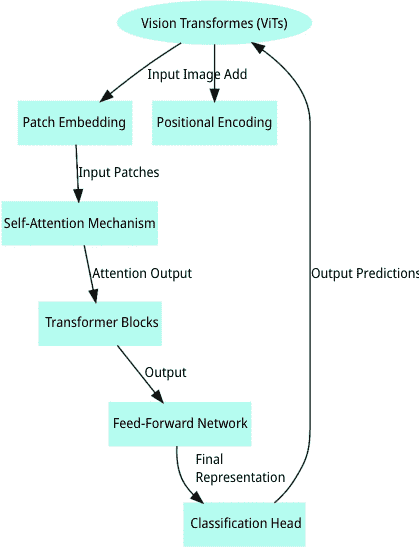 Vision Transformes (ViTs)
Input Image Add
Patch Embedding
Positional Encoding
Input Patches
Self-Attention Mechanism
Attention Output
Output Predictions
Transformer Blocks
Output
Feed-Forward Network
Final
Representation
Classification Head